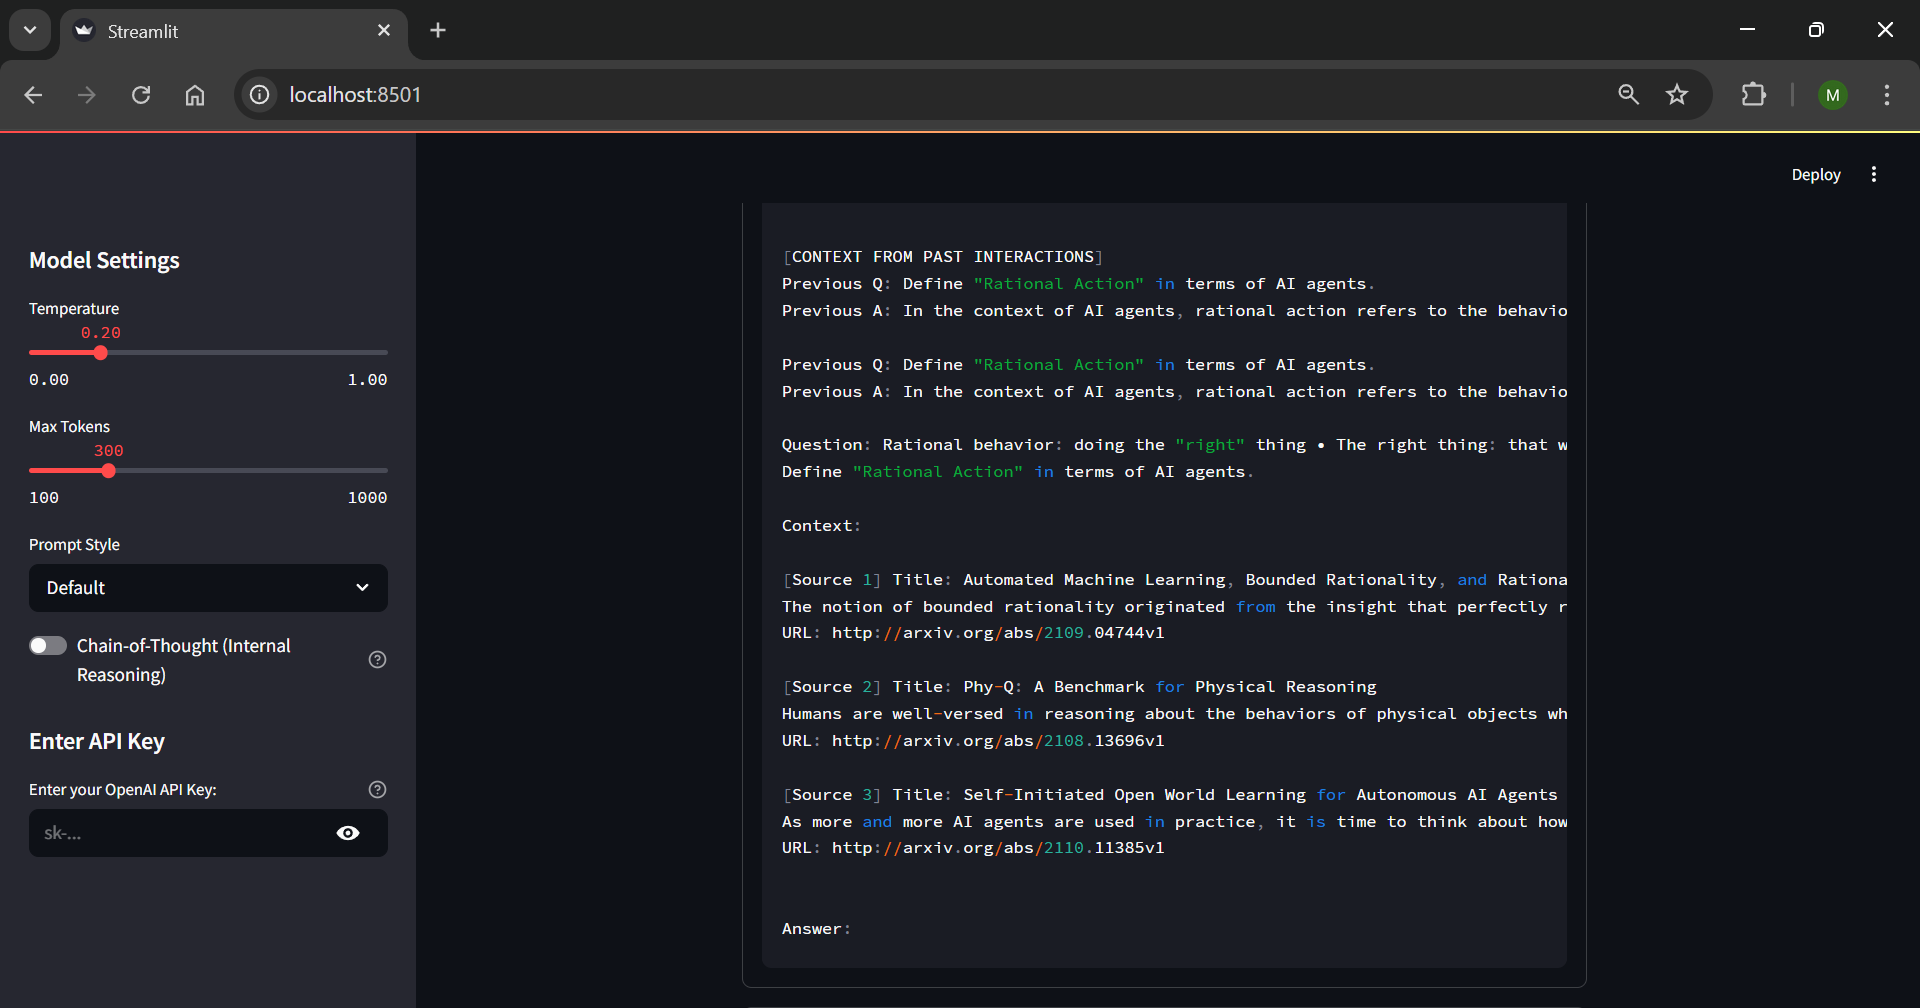 Streamlit
localhost:8501
M
Deploy
Model Settings
Temperature
0.20
0.00 1.00
Max Tokens
300
100 1000
Prompt Style
Default
Chain-of-Thought (Internal
Reasoning)
Enter API Key
Enter your OpenAI API Key:
sk-...
[CONTEXT FROM PAST INTERACTIONS]
Previous Q: Define "Rational Action" in terms of AI agents.
Previous A: In the context of AI agents, rational action refers to the behavio
Previous Q: Define "Rational Action" in terms of AI agents.
Previous A: In the context of AI agents, rational action refers to the behavio
Question: Rational behavior: doing the "right" thing • The right thing: that w
Define "Rational Action" in terms of AI agents.
Context:
[Source 1] Title: Automated Machine Learning, Bounded Rationality, and Rationa
The notion of bounded rationality originated from the insight that perfectly r
URL: http://arxiv.org/abs/2109.04744v1
[Source 2] Title: Phy-Q: A Benchmark for Physical Reasoning
Humans are well-versed in reasoning about the behaviors of physical objects wh
URL: http://arxiv.org/abs/2108.13696v1
[Source 3] Title: Self-Initiated Open World Learning for Autonomous AI Agents
As more and more AI agents are used in practice, it is time to think about how
URL: http://arxiv.org/abs/2110.11385v1
Answer: